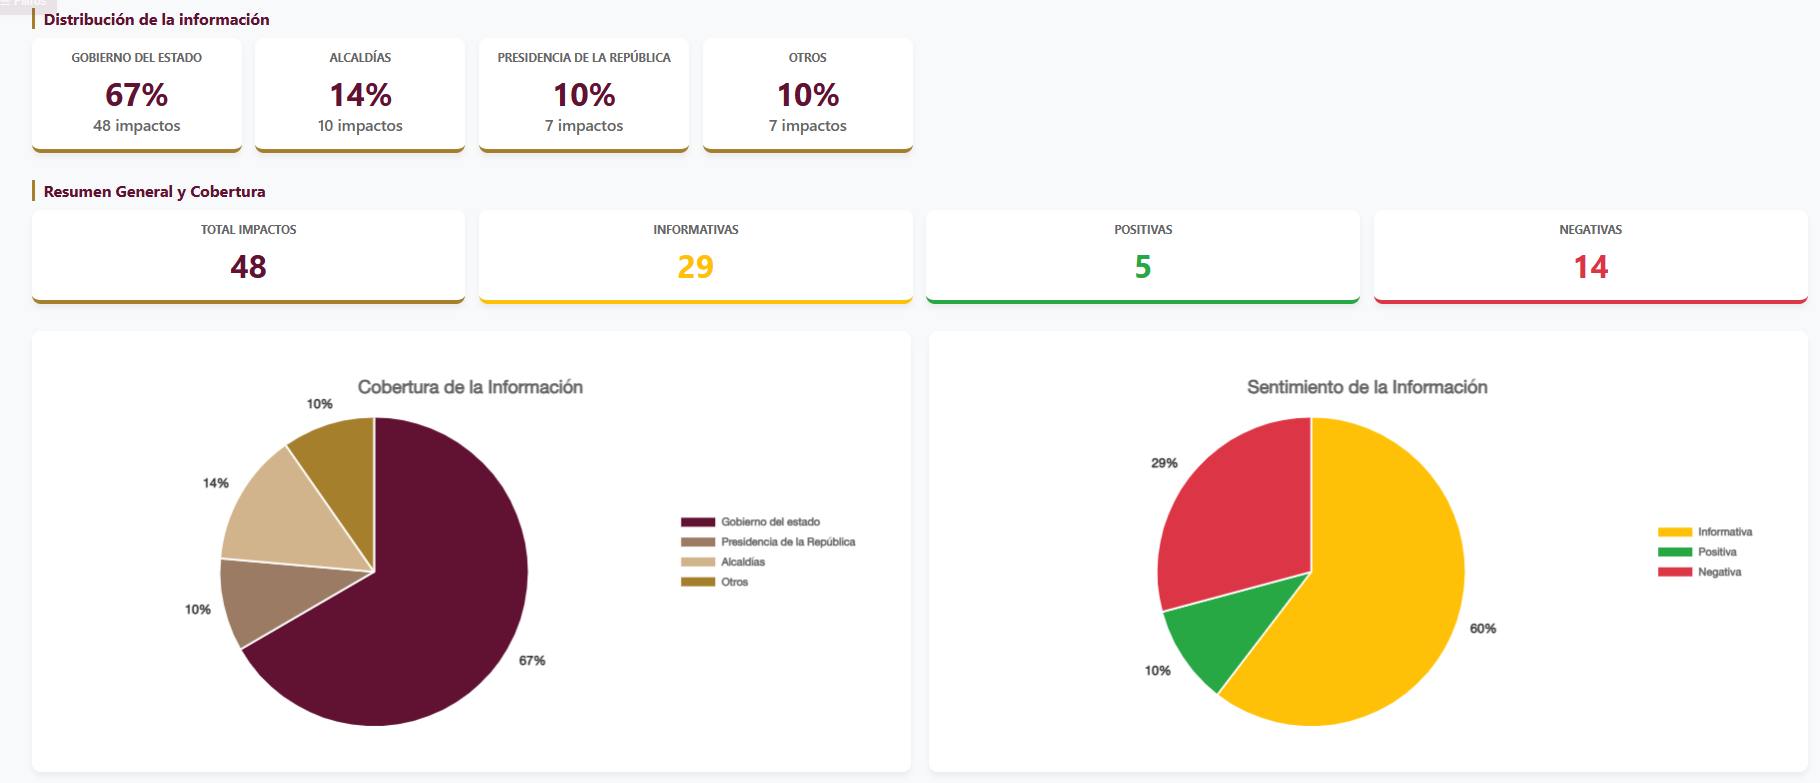 ☰ Filtros
Distribución de la información
GOBIERNO DEL ESTADO
67%
48 impactos
ALCALDÍAS
14%
10 impactos
PRESIDENCIA DE LA REPÚBLICA
10%
7 impactos
OTROS
10%
7 impactos
Resumen General y Cobertura
TOTAL IMPACTOS
48
INFORMATIVAS
29
POSITIVAS
5
NEGATIVAS
14
Cobertura de la Información
10%
14%
10%
67%
Gobierno del estado
Presidencia de la República
Alcaldías
Otros
Sentimiento de la Información
29%
10%
60%
Informativa
Positiva
Negativa